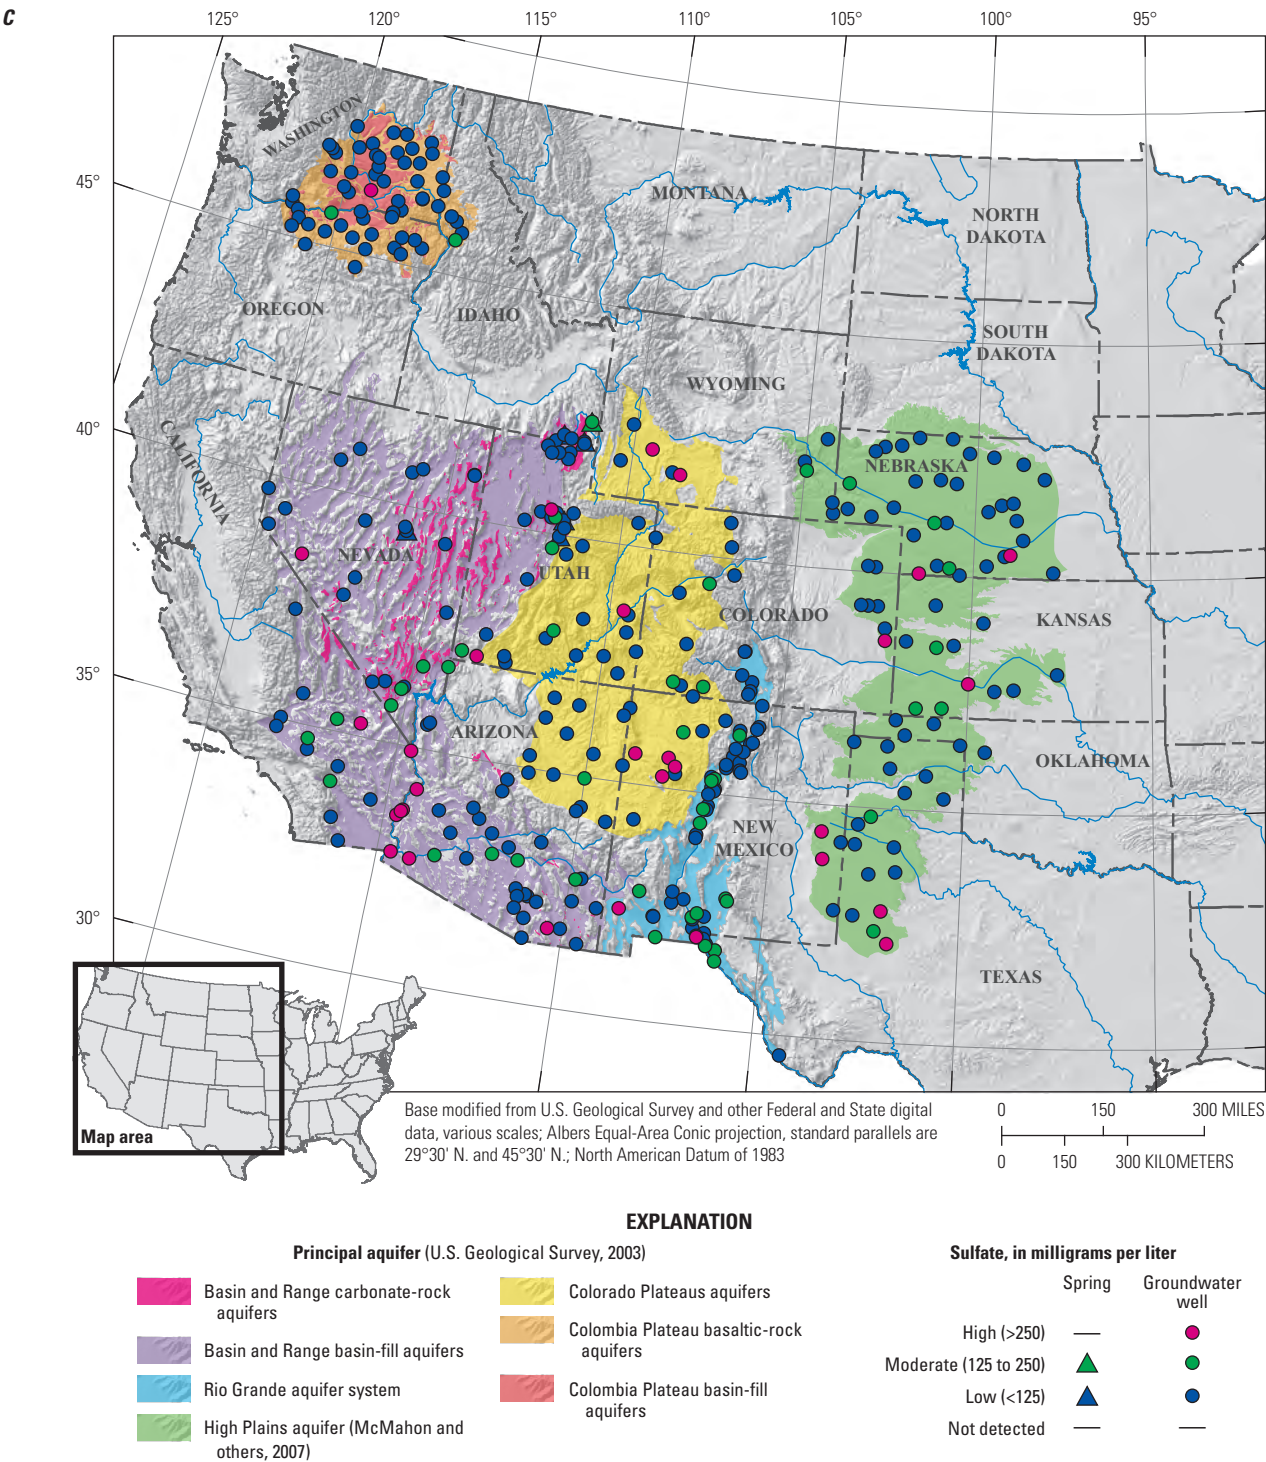 C
125°
120°
115°
110°
105°
100°
95°
45°
40°
35°
30°
WASHINGTON
MONTANA
NORTH
DAKOTA
OREGON
IDAHO
SOUTH
DAKOTA
WYOMING
CALIFORNIA
NEBRASKA
NEVADA
UTAH
COLORADO
KANSAS
ARIZONA
OKLAHOMA
NEW
MEXICO
TEXAS
Map area
Base modified from U.S. Geological Survey and other Federal and State digital
data, various scales; Albers Equal-Area Conic projection, standard parallels are
29°30' N. and 45°30' N.; North American Datum of 1983
0 150 300 MILES
0 150 300 KILOMETERS
EXPLANATION
Principal aquifer (U.S. Geological Survey, 2003)
Basin and Range carbonate-rock
aquifers
Basin and Range basin-fill aquifers
Rio Grande aquifer system
High Plains aquifer (McMahon and
others, 2007)
Colorado Plateaus aquifers
Colombia Plateau basaltic-rock
aquifers
Colombia Plateau basin-fill
aquifers
Sulfate, in milligrams per liter
Spring Groundwater
well
High (>250) —
Moderate (125 to 250)
Low (<125)
Not detected — —